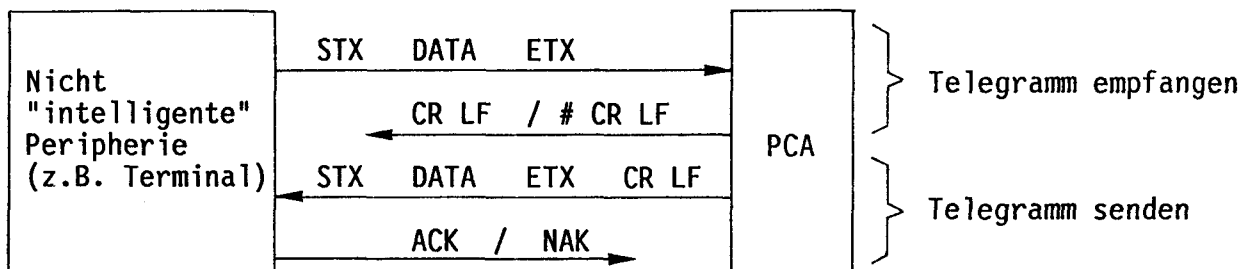 STX DATA ETX
Nicht
"intelligente"
Peripherie
(z.B. Terminal)
CR LF / # CR LF
STX DATA ETX CR LF
ACK / NAK
PCA
Telegramm empfangen
Telegramm senden